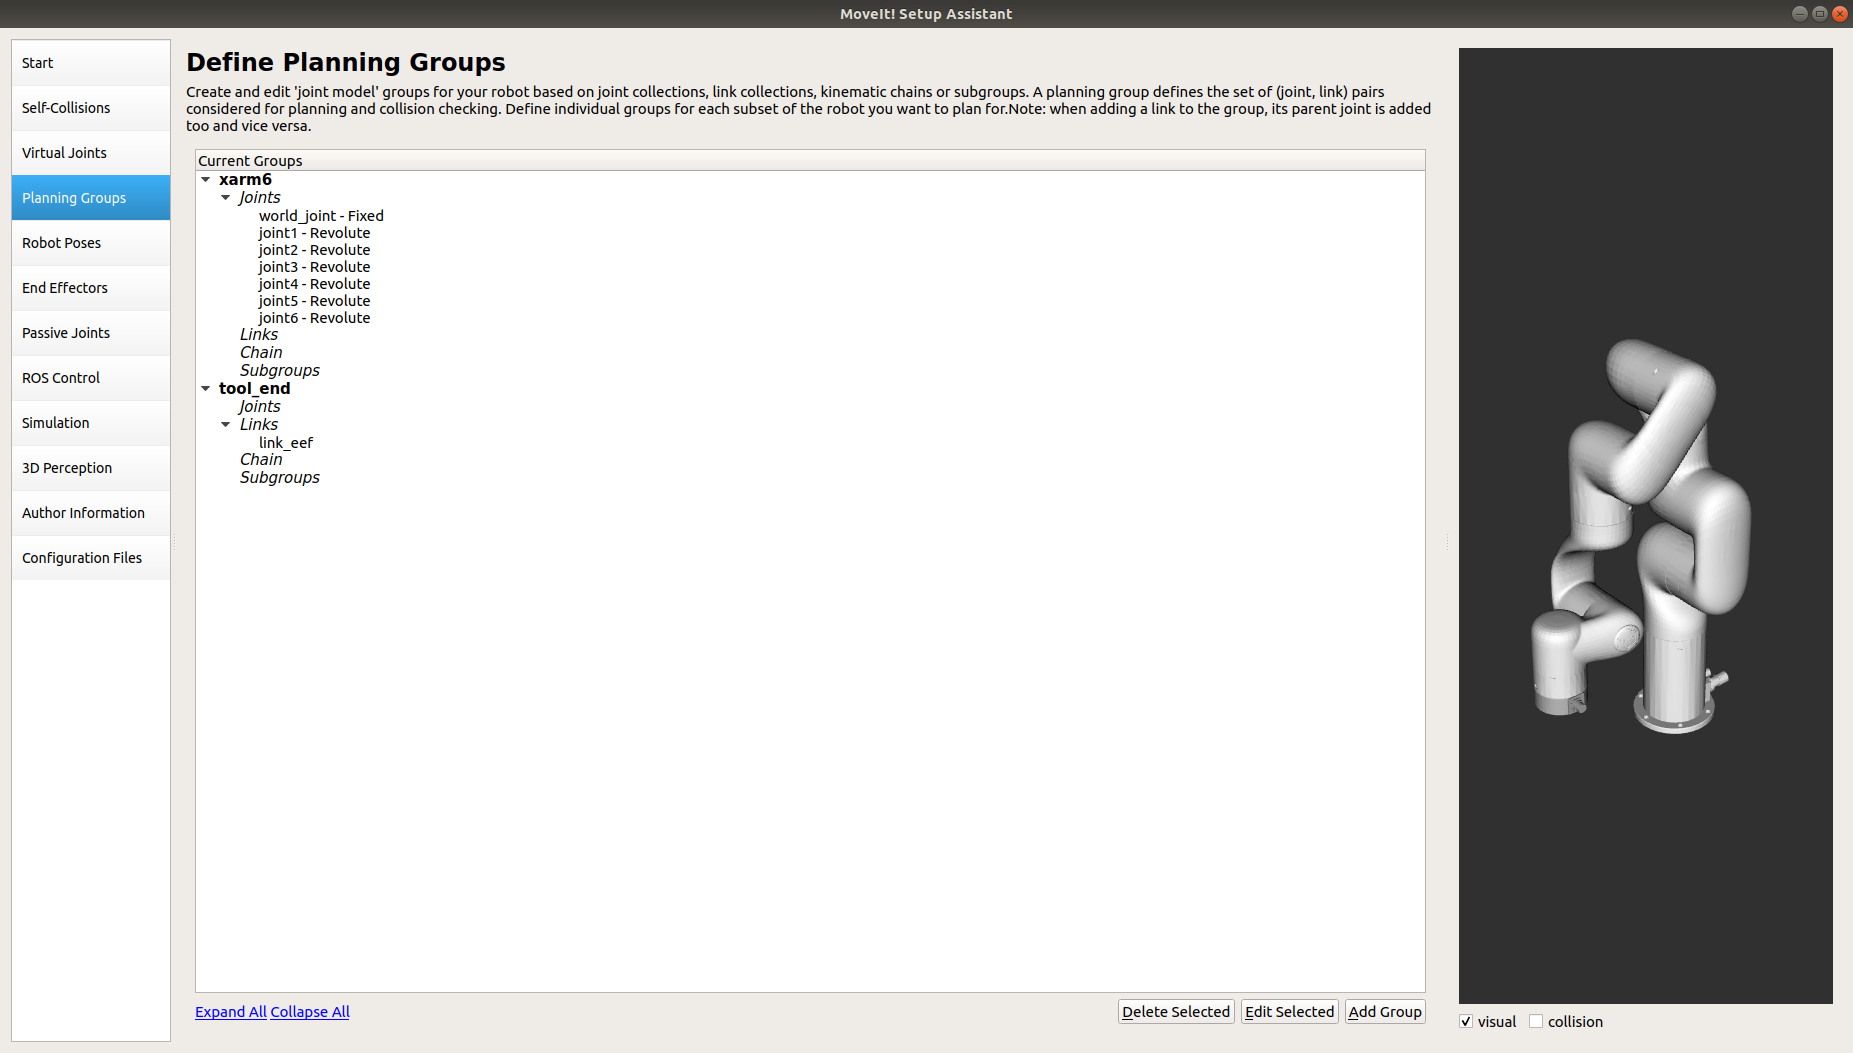 MoveIt! Setup Assistant
Start
Self-Collisions
Virtual Joints
Planning Groups
Robot Poses
End Effectors
Passive Joints
ROS Control
Simulation
3D Perception
Author Information
Configuration Files
Define Planning Groups
Create and edit 'joint model' groups for your robot based on joint collections, link collections, kinematic chains or subgroups. A planning group defines the set of (joint, link) pairs
considered for planning and collision checking. Define individual groups for each subset of the robot you want to plan for.Note: when adding a link to the group, its parent joint is added
too and vice versa.
Current Groups
xarm6
Joints
world_joint - Fixed
joint1 - Revolute
joint2 - Revolute
joint3 - Revolute
joint4 - Revolute
joint5 - Revolute
joint6 - Revolute
Links
Chain
Subgroups
tool_end
Joints
Links
link_eef
Chain
Subgroups
Expand All Collapse All
Delete Selected Edit Selected Add Group
visual collision